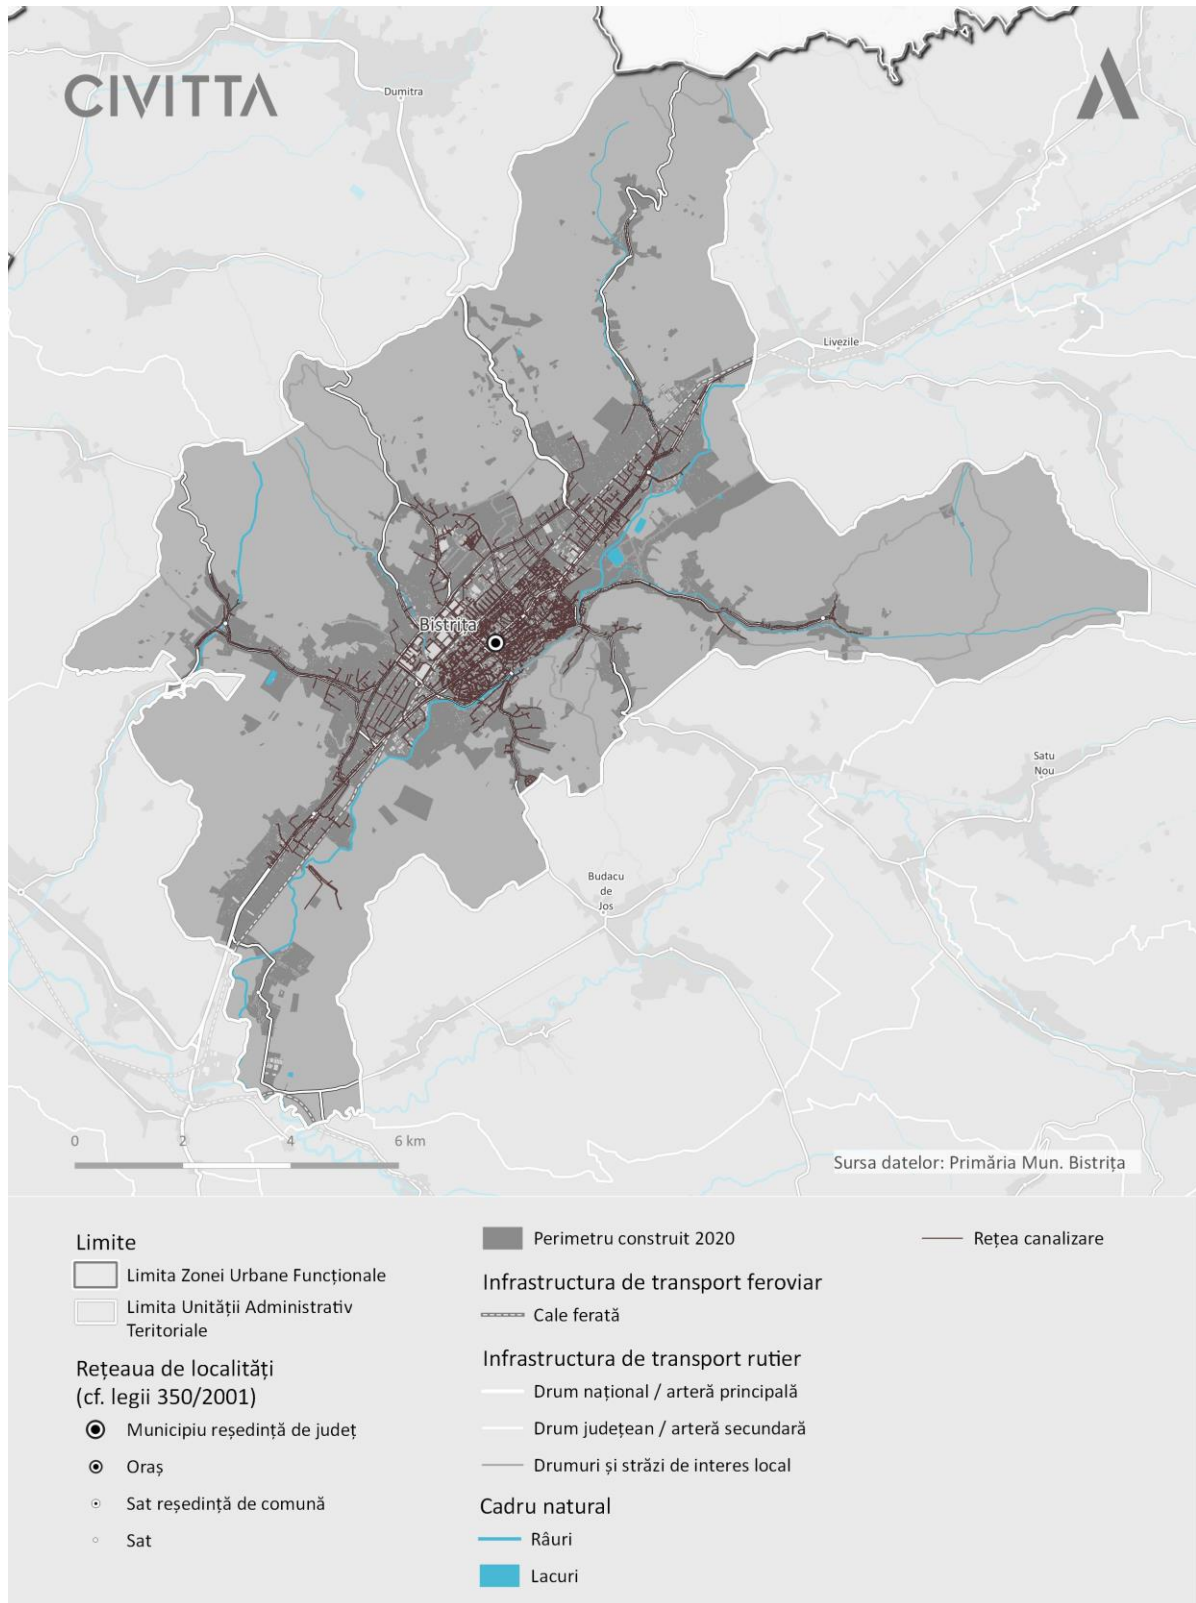 CIVITTA
Dumitra
Livezile
Bistrița
Satu
Nou
Budacu
de
Jos
0 2 4 6 km
Sursa datelor: Primăria Mun. Bistrița
Limite
Limita Zonei Urbane Funcționale
Limita Unității Administrativ
Teritoriale
Rețeaua de localități
(cf. legii 350/2001)
Municipiu reședință de județ
Oraș
Sat reședință de comună
Sat
Perimetru construit 2020
Infrastructura de transport feroviar
Cale ferată
Infrastructura de transport rutier
Drum național / arteră principală
Drum județean / arteră secundară
Drumuri și străzi de interes local
Cadru natural
Râuri
Lacuri
Rețea canalizare